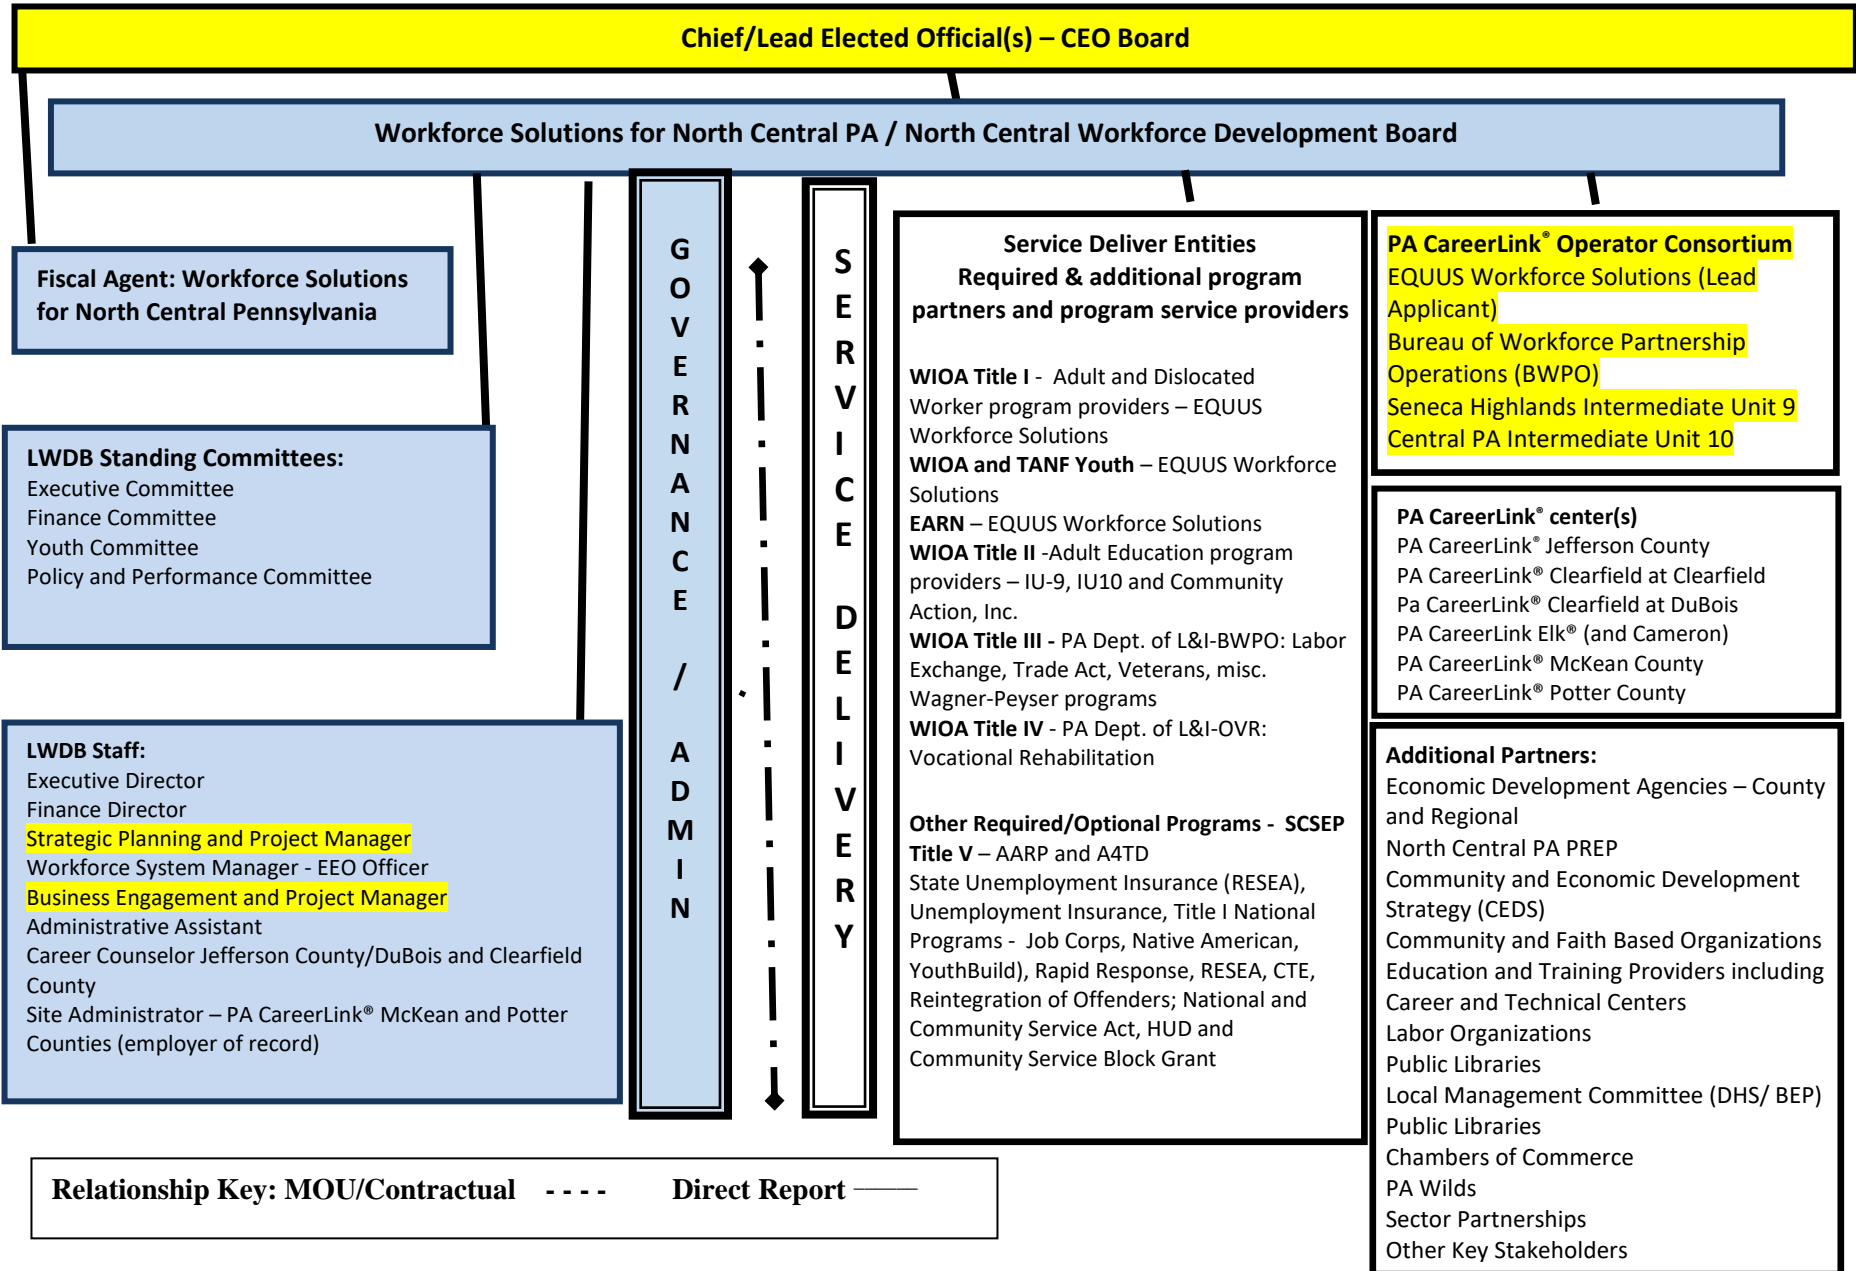 Chief/Lead Elected Official(s) – CEO Board
Workforce Solutions for North Central PA / North Central Workforce Development Board
Fiscal Agent: Workforce Solutions
for North Central Pennsylvania
LWDB Standing Committees:
Executive Committee
Finance Committee
Youth Committee
Policy and Performance Committee
LWDB Staff:
Executive Director
Finance Director
Strategic Planning and Project Manager
Workforce System Manager - EEO Officer
Business Engagement and Project Manager
Administrative Assistant
Career Counselor Jefferson County/DuBois and Clearfield
County
Site Administrator – PA CareerLink® McKean and Potter
Counties (employer of record)
GOVERNANCE / ADMIN
SERVICE DELIVERY
Service Deliver Entities
Required & additional program
partners and program service providers
WIOA Title I - Adult and Dislocated
Worker program providers – EQUUS
Workforce Solutions
WIOA and TANF Youth – EQUUS Workforce
Solutions
EARN – EQUUS Workforce Solutions
WIOA Title II -Adult Education program
providers – IU-9, IU10 and Community
Action, Inc.
WIOA Title III - PA Dept. of L&I-BWPO: Labor
Exchange, Trade Act, Veterans, misc.
Wagner-Peyser programs
WIOA Title IV - PA Dept. of L&I-OVR:
Vocational Rehabilitation
Other Required/Optional Programs - SCSEP
Title V – AARP and A4TD
State Unemployment Insurance (RESEA),
Unemployment Insurance, Title I National
Programs - Job Corps, Native American,
YouthBuild), Rapid Response, RESEA, CTE,
Reintegration of Offenders; National and
Community Service Act, HUD and
Community Service Block Grant
PA CareerLink® Operator Consortium
EQUUS Workforce Solutions (Lead
Applicant)
Bureau of Workforce Partnership
Operations (BWPO)
Seneca Highlands Intermediate Unit 9
Central PA Intermediate Unit 10
PA CareerLink® center(s)
PA CareerLink® Jefferson County
PA CareerLink® Clearfield at Clearfield
Pa CareerLink® Clearfield at DuBois
PA CareerLink Elk® (and Cameron)
PA CareerLink® McKean County
PA CareerLink® Potter County
Additional Partners:
Economic Development Agencies – County
and Regional
North Central PA PREP
Community and Economic Development
Strategy (CEDS)
Community and Faith Based Organizations
Education and Training Providers including
Career and Technical Centers
Labor Organizations
Public Libraries
Local Management Committee (DHS/ BEP)
Public Libraries
Chambers of Commerce
PA Wilds
Sector Partnerships
Other Key Stakeholders
Relationship Key: MOU/Contractual - - - - Direct Report ———